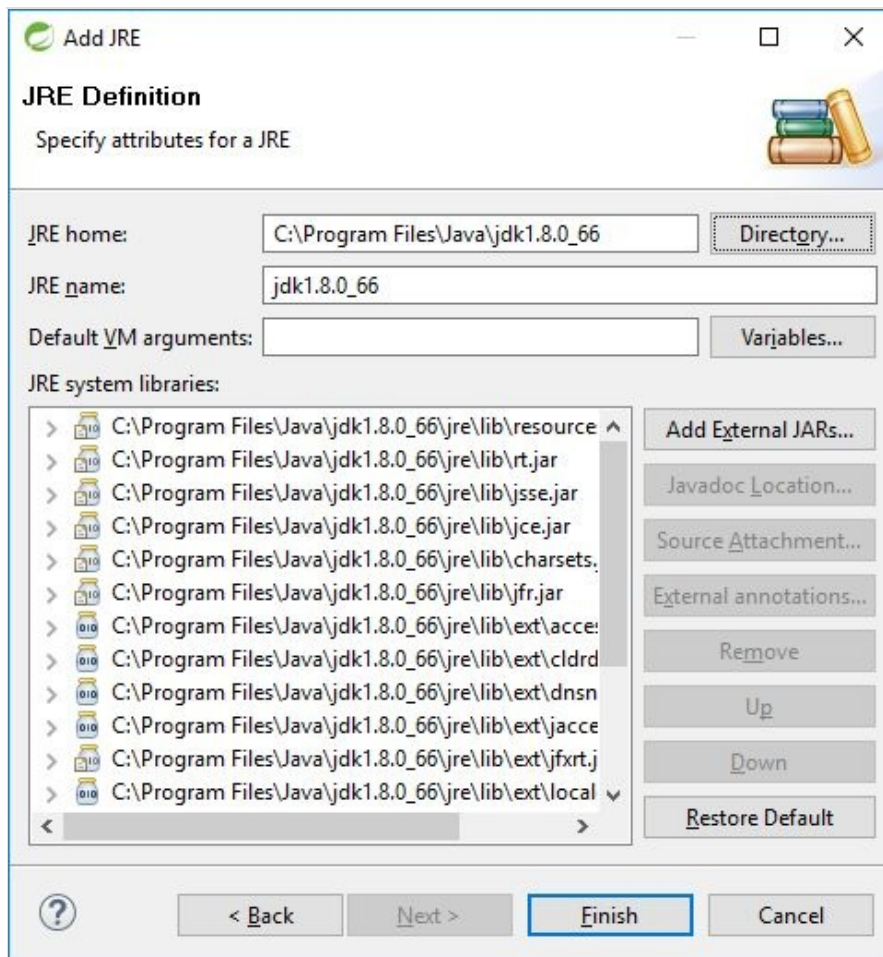 Add JRE
JRE Definition
Specify attributes for a JRE
JRE home: C:\Program Files\Java\jdk1.8.0_66 Directory...
JRE name: jdk1.8.0_66
Default VM arguments: Variables...
JRE system libraries:
C:\Program Files\Java\jdk1.8.0_66\jre\lib\resource
C:\Program Files\Java\jdk1.8.0_66\jre\lib\rt.jar
C:\Program Files\Java\jdk1.8.0_66\jre\lib\jsse.jar
C:\Program Files\Java\jdk1.8.0_66\jre\lib\jce.jar
C:\Program Files\Java\jdk1.8.0_66\jre\lib\charsets.
C:\Program Files\Java\jdk1.8.0_66\jre\lib\jfr.jar
C:\Program Files\Java\jdk1.8.0_66\jre\lib\ext\acces
C:\Program Files\Java\jdk1.8.0_66\jre\lib\ext\cldrd
C:\Program Files\Java\jdk1.8.0_66\jre\lib\ext\dnsn
C:\Program Files\Java\jdk1.8.0_66\jre\lib\ext\jacce
C:\Program Files\Java\jdk1.8.0_66\jre\lib\ext\jfxrt.j
C:\Program Files\Java\jdk1.8.0_66\jre\lib\ext\local
Add External JARs...
Javadoc Location...
Source Attachment...
External annotations...
Remove
Up
Down
Restore Default
? < Back Next > Finish Cancel